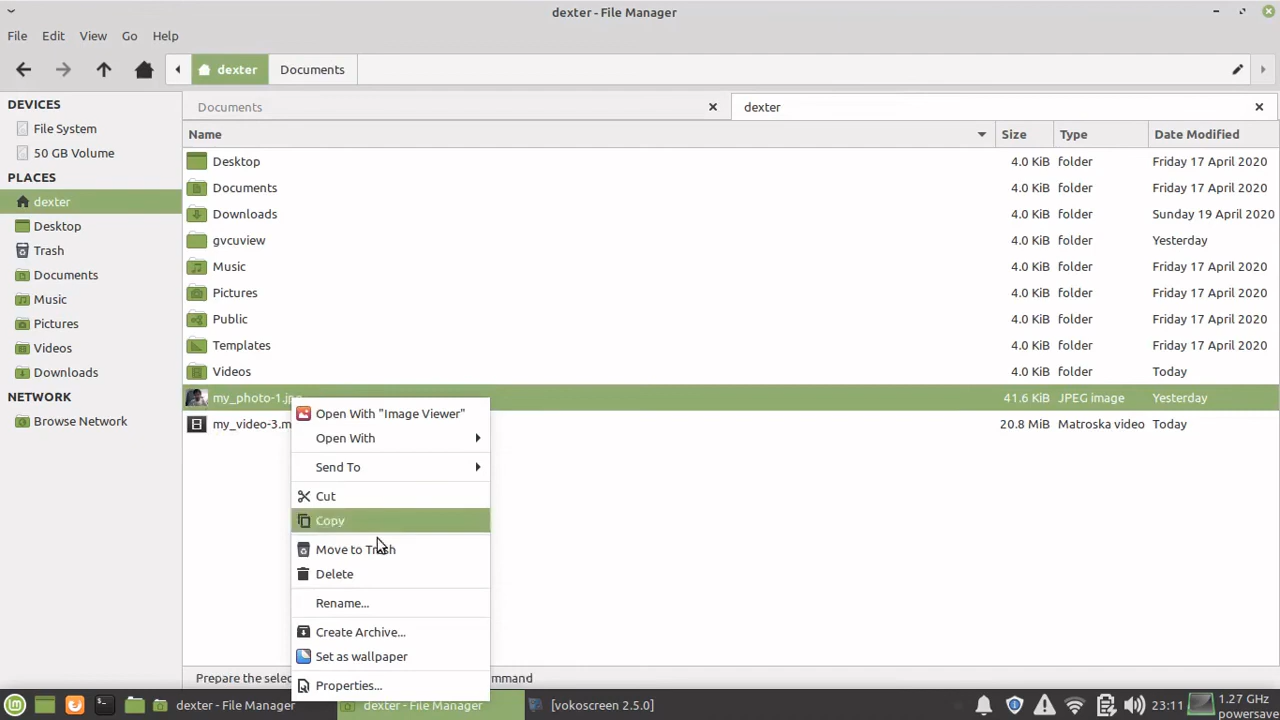 dexter - File Manager
File Edit View Go Help
dexter Documents
DEVICES
File System
50 GB Volume
PLACES
dexter
Desktop
Trash
Documents
Music
Pictures
Videos
Downloads
NETWORK
Browse Network
Documents dexter
Name Size Type Date Modified
Desktop 4.0 KiB folder Friday 17 April 2020
Documents 4.0 KiB folder Friday 17 April 2020
Downloads 4.0 KiB folder Sunday 19 April 2020
gvcuview 4.0 KiB folder Yesterday
Music 4.0 KiB folder Friday 17 April 2020
Pictures 4.0 KiB folder Friday 17 April 2020
Public 4.0 KiB folder Friday 17 April 2020
Templates 4.0 KiB folder Friday 17 April 2020
Videos 4.0 KiB folder Today
my_photo-1.jpg 41.6 KiB JPEG image Yesterday
my_video-3.m 20.8 MiB Matroska video Today
Open With "Image Viewer"
Open With
Send To
Cut
Copy
Move to Trash
Delete
Rename...
Create Archive...
Set as wallpaper
Properties...
Prepare the selec mmand
dexter - File Manager dexter - File Manager [vokoscreen 2.5.0] 23:11 1.27 GHz
powersave